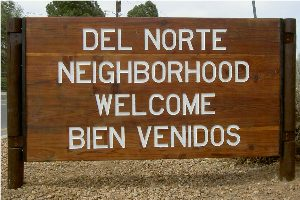 DEL NORTE
NEIGHBORHOOD
WELCOME
BIEN VENIDOS